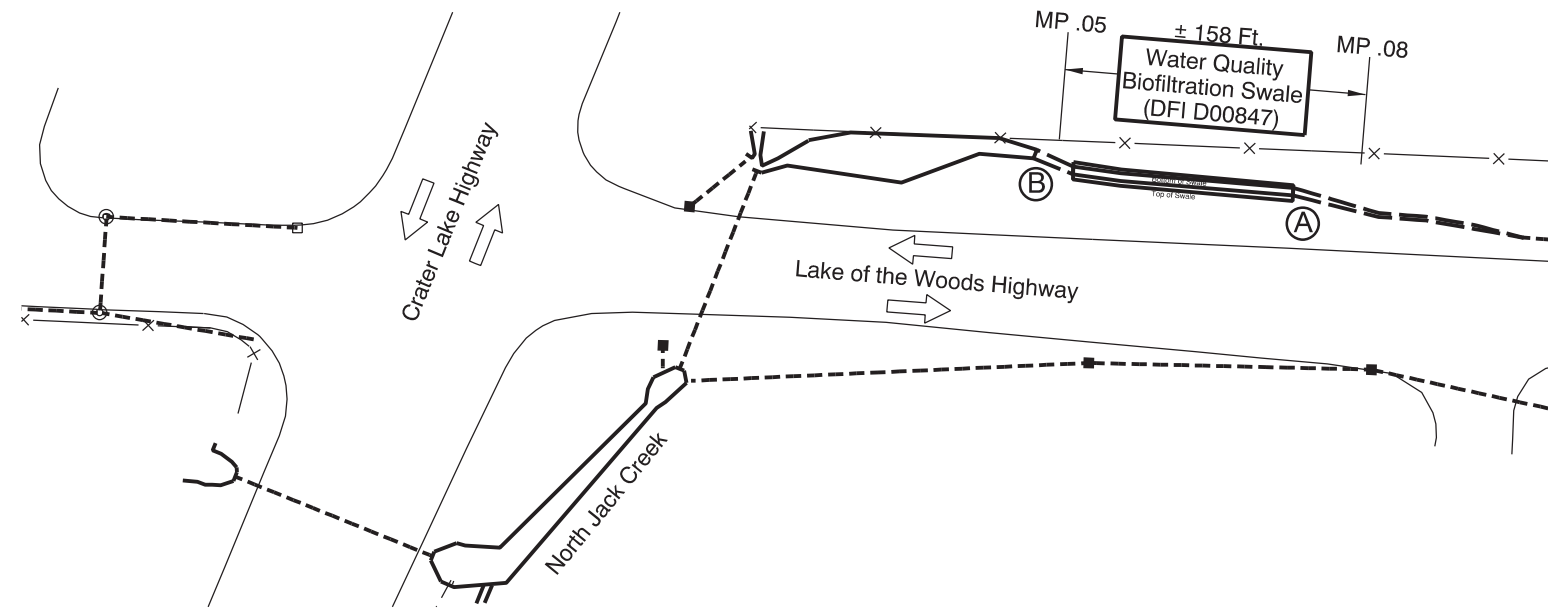 MP .05
± 158 Ft.
MP .08
Water Quality
Biofiltration Swale
(DFI D00847)
Crater Lake Highway
B
Bottom of Swale
Top of Swale
A
Lake of the Woods Highway
North Jack Creek